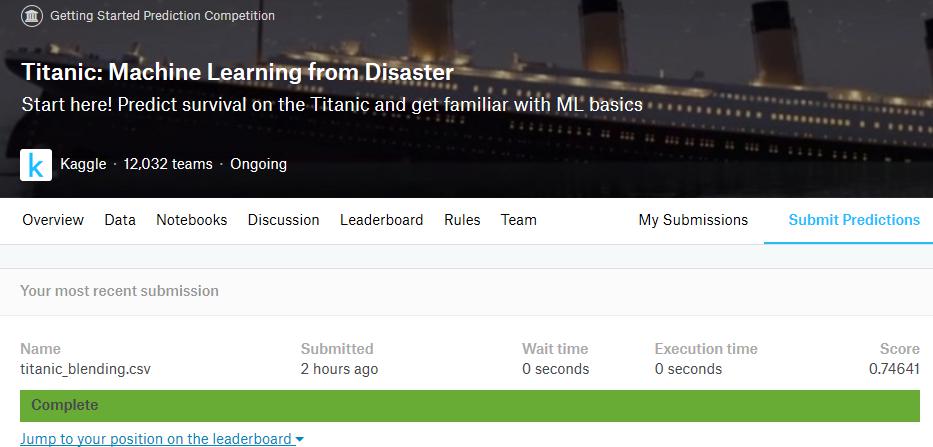 Getting Started Prediction Competition
Titanic: Machine Learning from Disaster
Start here! Predict survival on the Titanic and get familiar with ML basics
k Kaggle · 12,032 teams · Ongoing
Overview Data Notebooks Discussion Leaderboard Rules Team My Submissions Submit Predictions
Your most recent submission
Name Submitted Wait time Execution time Score
titanic_blending.csv 2 hours ago 0 seconds 0 seconds 0.74641
Complete
Jump to your position on the leaderboard